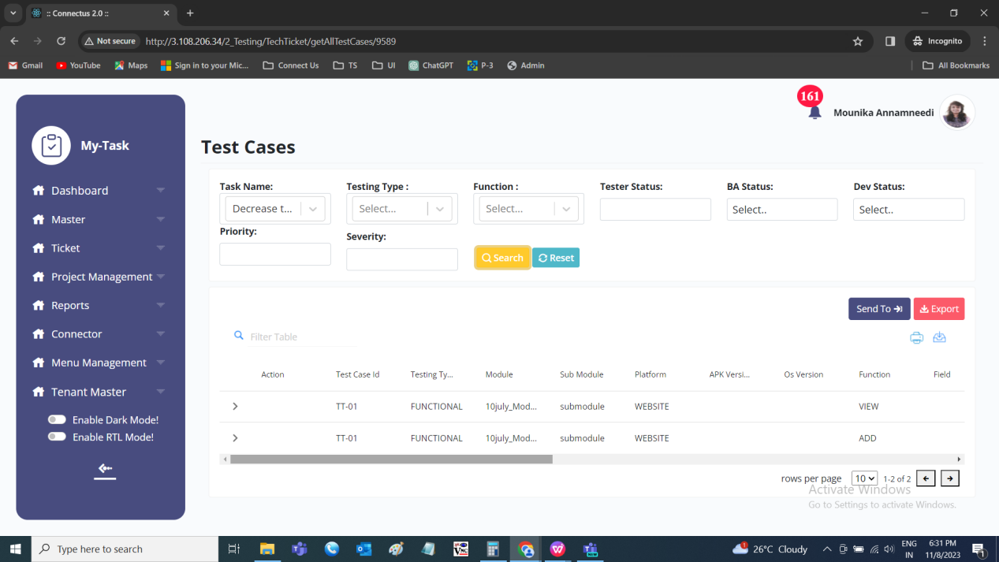 :: Connectus 2.0 ::
Not secure
http://3.108.206.34/2_Testing/TechTicket/getAllTestCases/9589
Incognito
Gmail YouTube Maps Sign in to your Mic... Connect Us TS UI ChatGPT P-3 Admin All Bookmarks
161
Mounika Annamneedi
My-Task
Dashboard
Master
Ticket
Project Management
Reports
Connector
Menu Management
Tenant Master
Enable Dark Mode!
Enable RTL Mode!
Test Cases
Task Name: Testing Type : Function : Tester Status: BA Status: Dev Status:
Decrease t... Select... Select... Select.. Select..
Priority: Severity:
Search Reset
Send To Export
Filter Table
Action Test Case Id Testing Ty... Module Sub Module Platform APK Versi... Os Version Function Field
TT-01 FUNCTIONAL 10july_Mod... submodule WEBSITE VIEW
TT-01 FUNCTIONAL 10july_Mod... submodule WEBSITE ADD
rows per page 10 1-2 of 2
Activate Windows
Go to Settings to activate Windows.
Type here to search
1
26°C Cloudy
ENG
IN
6:31 PM
11/8/2023
1